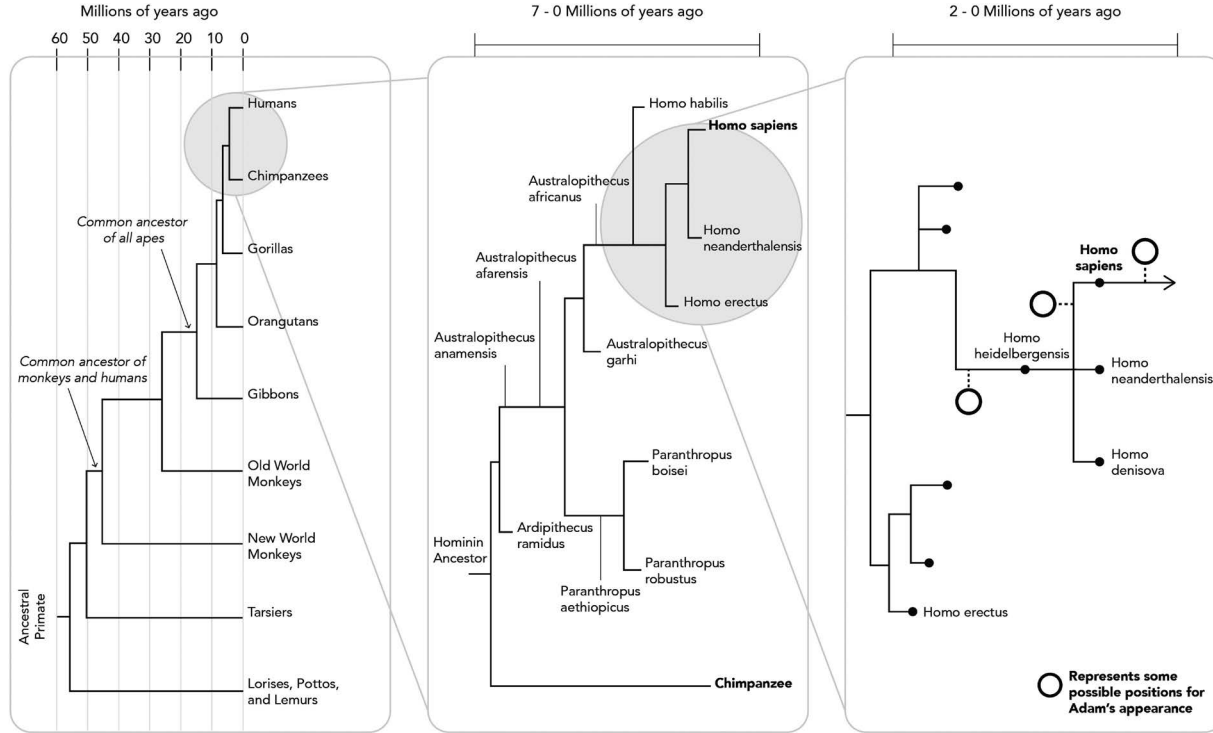 Millions of years ago
60 50 40 30 20 10 0
Humans
Chimpanzees
Common ancestor
of all apes
Gorillas
Orangutans
Common ancestor of
monkeys and humans
Gibbons
Old World
Monkeys
New World
Monkeys
Ancestral
Primate
Tarsiers
Lorises, Pottos,
and Lemurs
7 - 0 Millions of years ago
Homo habilis
Homo sapiens
Australopithecus
africanus
Homo
neanderthalensis
Australopithecus
afarensis
Homo erectus
Australopithecus
anamensis
Australopithecus
garhi
Paranthropus
boisei
Ardipithecus
ramidus
Hominin
Ancestor
Paranthropus
robustus
Paranthropus
aethiopicus
Chimpanzee
2 - 0 Millions of years ago
Homo
sapiens
Homo
heidelbergensis
Homo
neanderthalensis
Homo
denisova
Homo erectus
Represents some
possible positions for
Adam's appearance